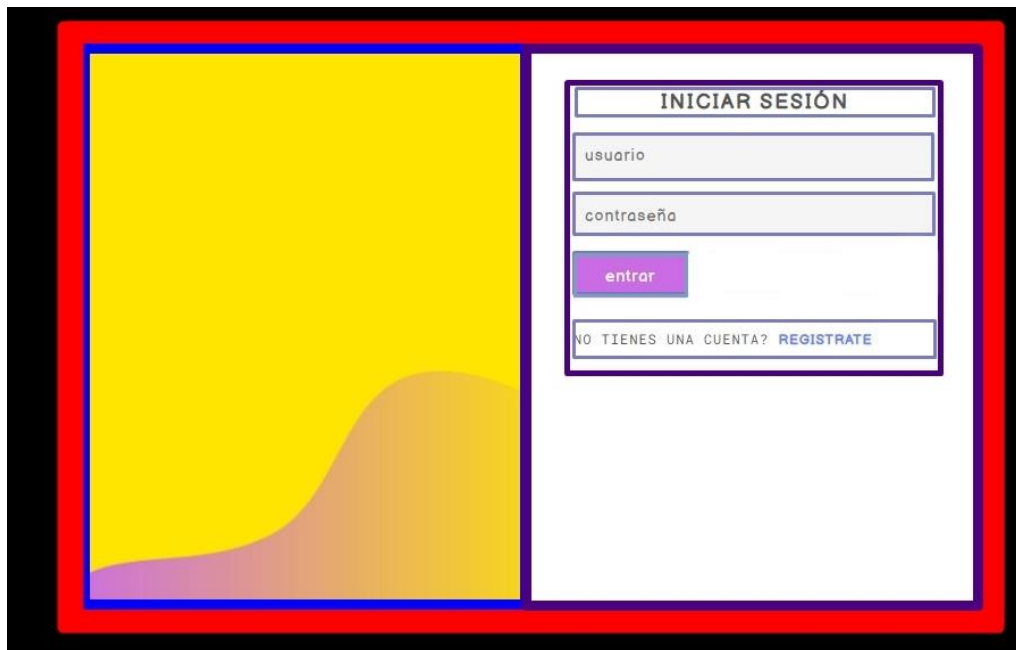 INICIAR SESIÓN
usuario
contraseña
entrar
NO TIENES UNA CUENTA? REGISTRATE